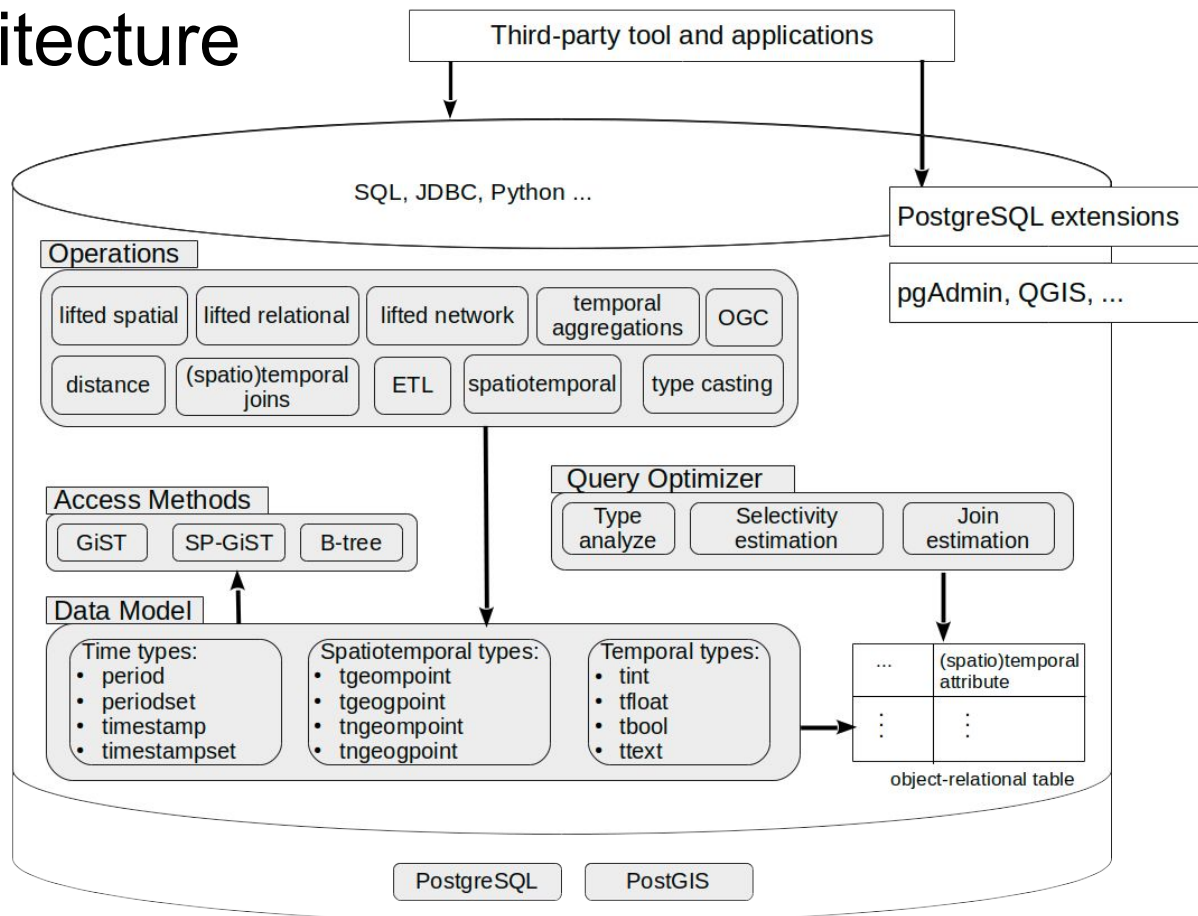 itecture
Third-party tool and applications
SQL, JDBC, Python ...
PostgreSQL extensions
pgAdmin, QGIS, ...
Operations
lifted spatial
lifted relational
lifted network
temporal
aggregations
OGC
distance
(spatio)temporal
joins
ETL
spatiotemporal
type casting
Access Methods
GiST
SP-GiST
B-tree
Query Optimizer
Type
analyze
Selectivity
estimation
Join
estimation
Data Model
Time types:
• period
• periodset
• timestamp
• timestampset
Spatiotemporal types:
• tgeompoint
• tgeogpoint
• tngeompoint
• tngeogpoint
Temporal types:
• tint
• tfloat
• tbool
• ttext
...
(spatio)temporal
attribute
⋮
⋮
object-relational table
PostgreSQL
PostGIS